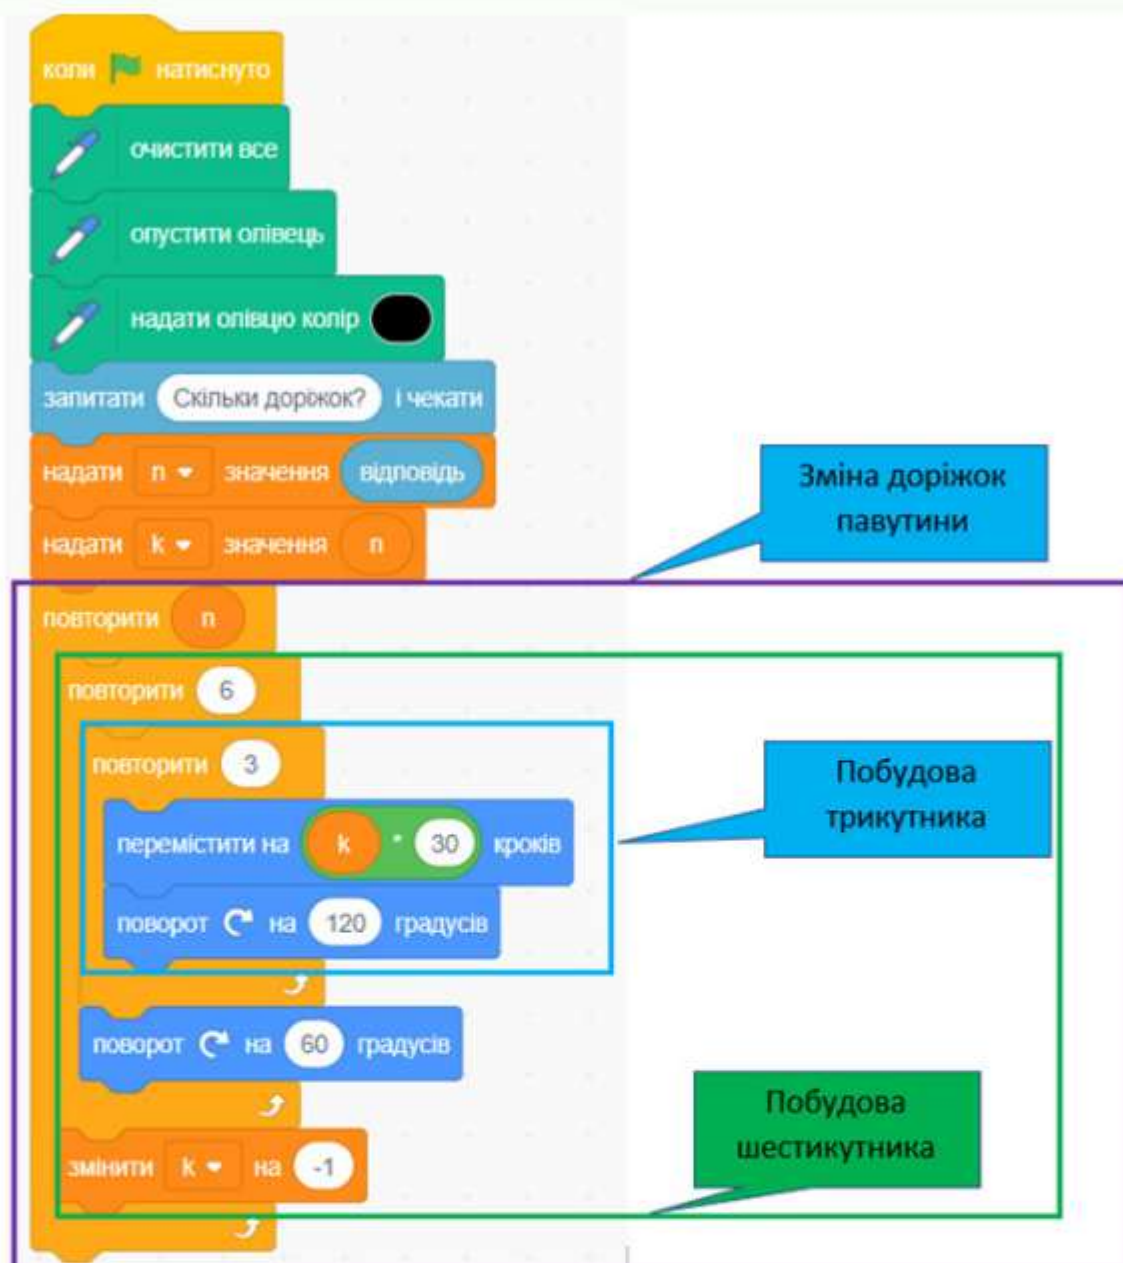 коли натиснуто
очистити все
опустити олівець
надати олівцю колір
запитати Скільки доріжок? і чекати
надати n значення відповідь
надати k значення n
Зміна доріжок
павутини
повторити n
повторити 6
повторити 3
перемістити на k * 30 кроків
поворот на 120 градусів
Побудова
трикутника
поворот на 60 градусів
змінити k на -1
Побудова
шестикутника